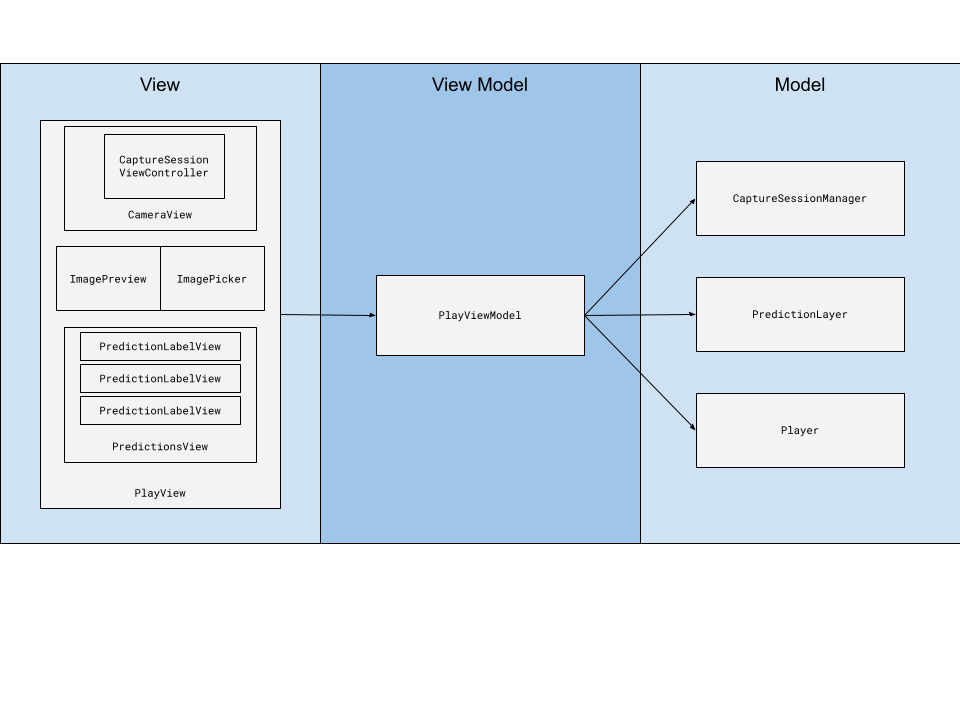 View
View Model
Model
CaptureSession
ViewController
CameraView
ImagePreview
ImagePicker
PredictionLabelView
PredictionLabelView
PredictionLabelView
PredictionsView
PlayView
PlayViewModel
CaptureSessionManager
PredictionLayer
Player